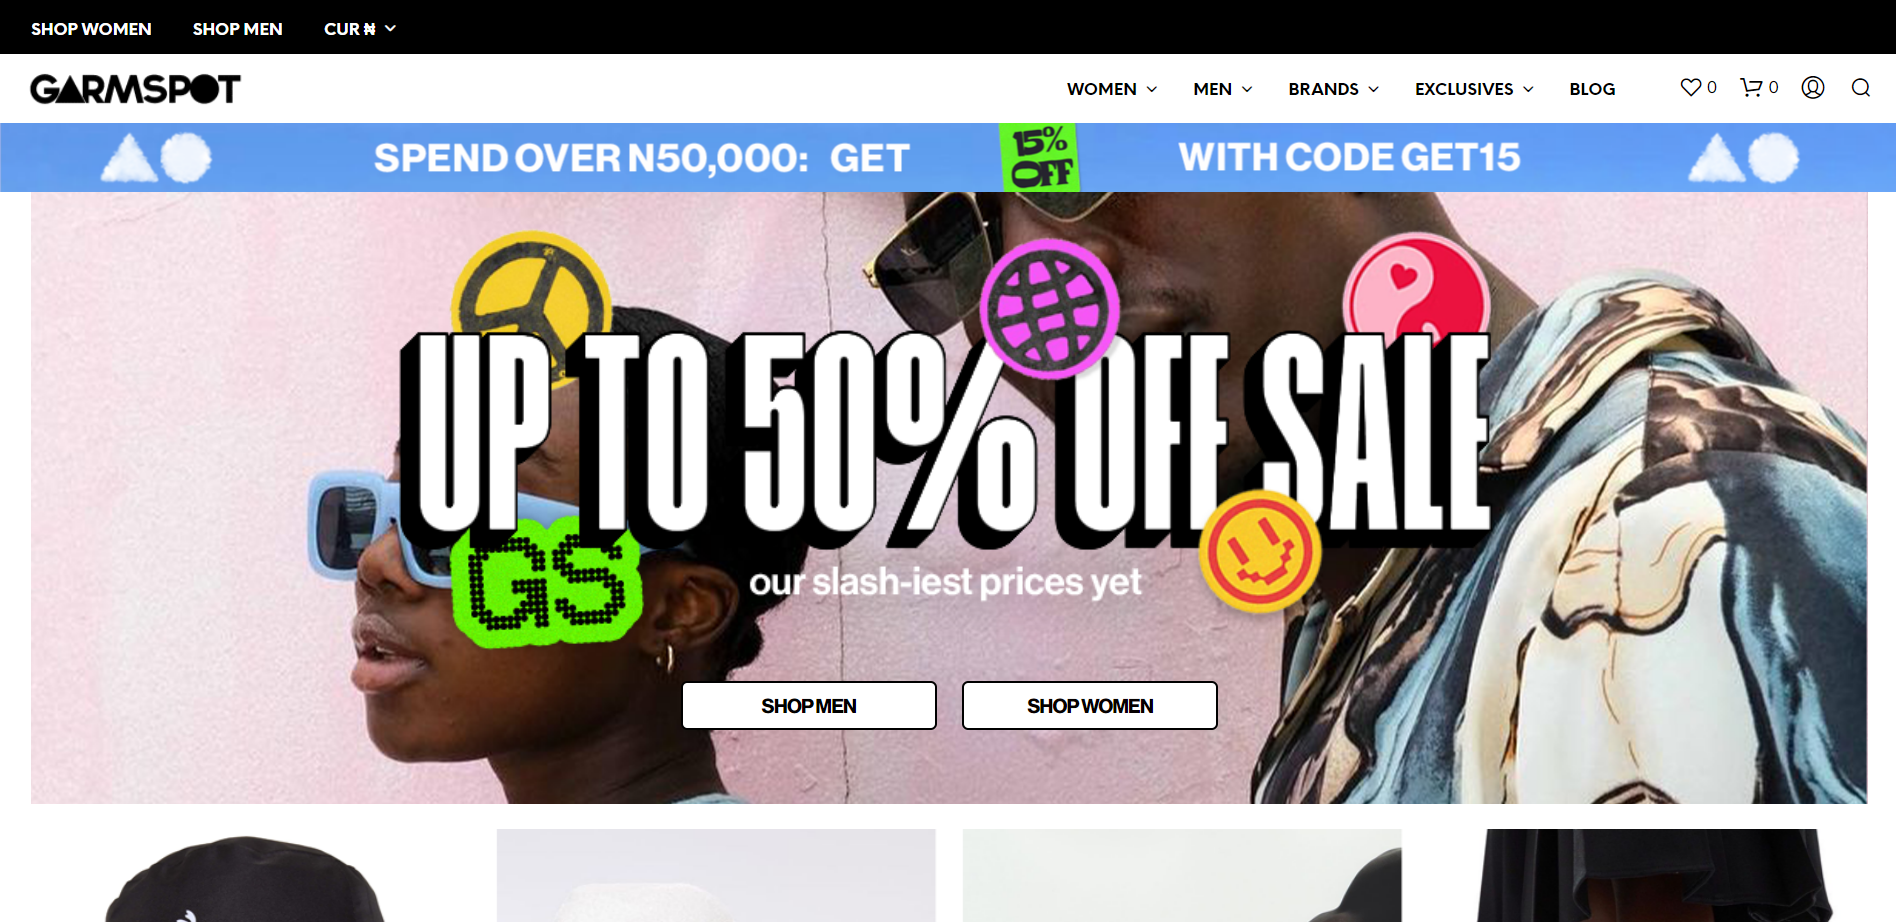 SHOP WOMEN SHOP MEN CUR ₦
GARMSPOT
WOMEN MEN BRANDS EXCLUSIVES BLOG 0 0
SPEND OVER N50,000: GET 15% OFF WITH CODE GET15
UP TO 50% OFF SALE
GS
our slash-iest prices yet
SHOP MEN SHOP WOMEN